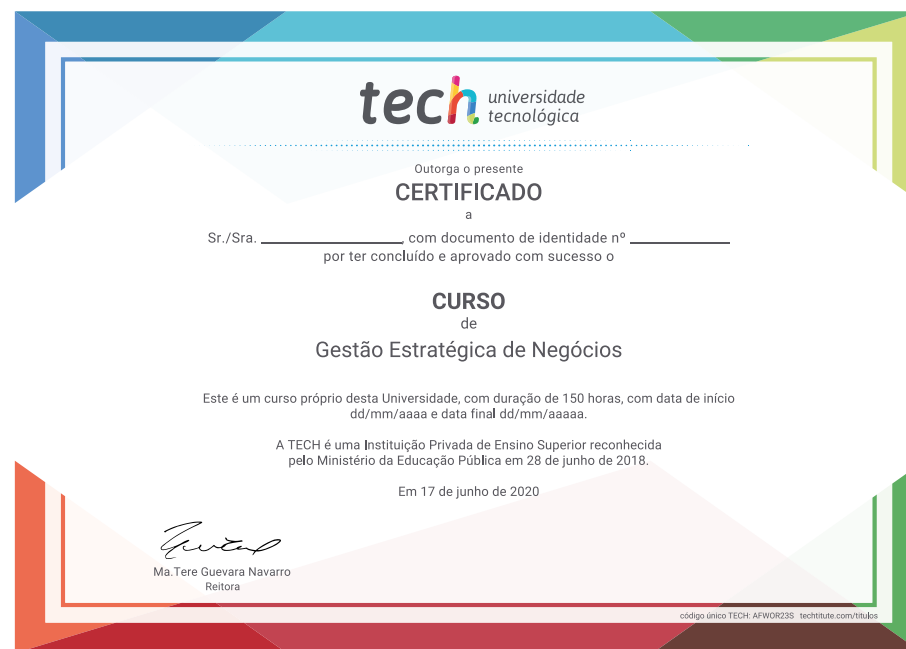 tech universidade
tecnológica
Outorga o presente
CERTIFICADO
a
Sr./Sra. ____________, com documento de identidade nº ____________
por ter concluído e aprovado com sucesso o
CURSO
de
Gestão Estratégica de Negócios
Este é um curso próprio desta Universidade, com duração de 150 horas, com data de início
dd/mm/aaaa e data final dd/mm/aaaaa.
A TECH é uma Instituição Privada de Ensino Superior reconhecida
pelo Ministério da Educação Pública em 28 de junho de 2018.
Em 17 de junho de 2020
Ma.Tere Guevara Navarro
Reitora
código único TECH: AFWOR23S techtitute.com/titulos